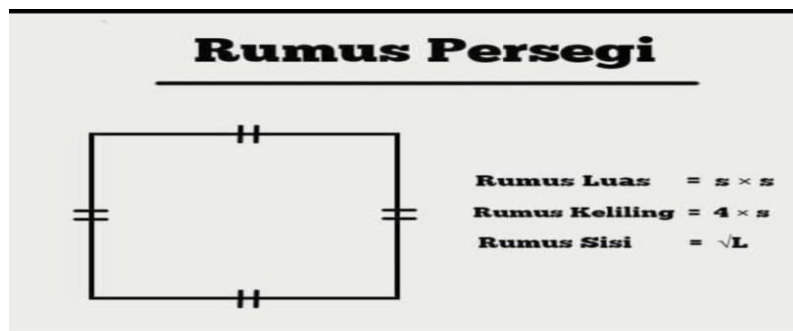 Rumus Persegi
Rumus Luas = s × s
Rumus Keliling = 4 × s
Rumus Sisi = √L